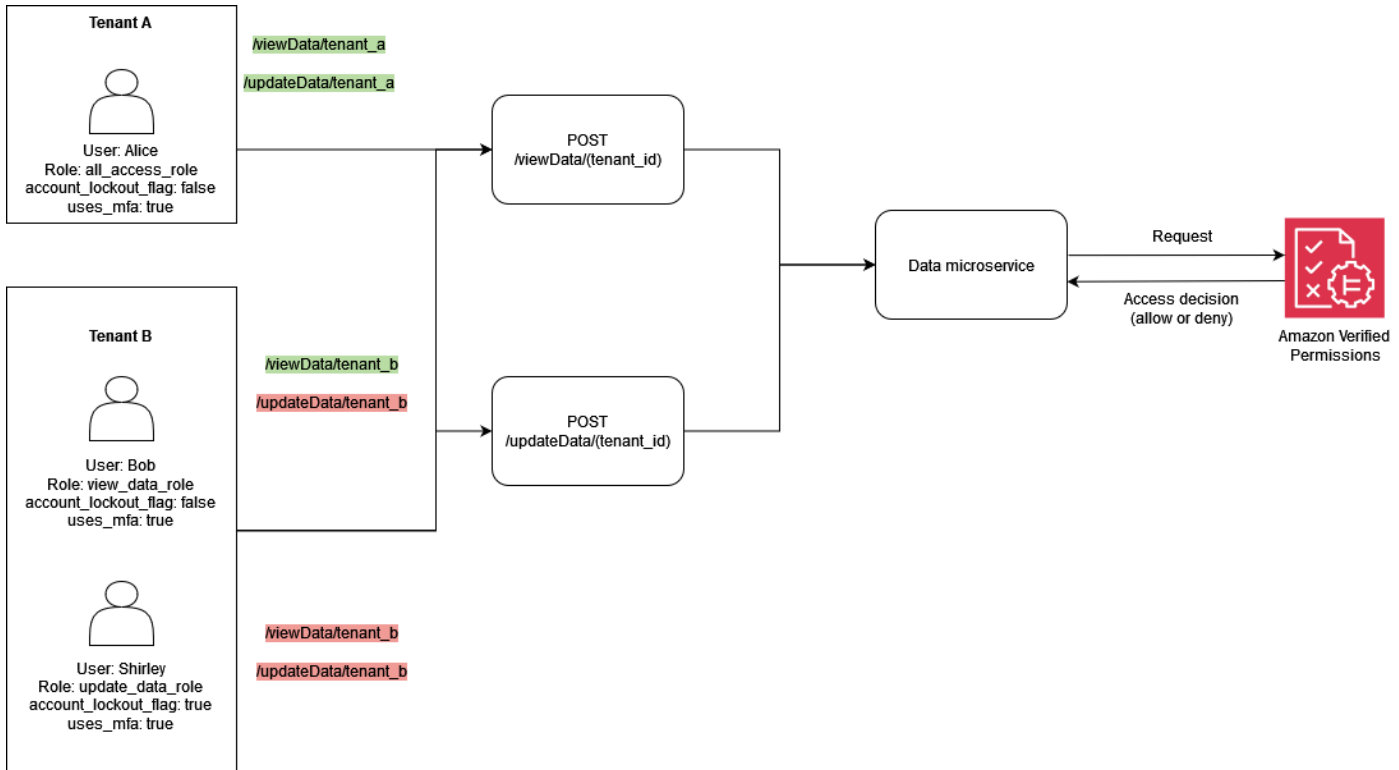 Tenant A
User: Alice
Role: all_access_role
account_lockout_flag: false
uses_mfa: true
/viewData/tenant_a
/updateData/tenant_a
Tenant B
User: Bob
Role: view_data_role
account_lockout_flag: false
uses_mfa: true
/viewData/tenant_b
/updateData/tenant_b
User: Shirley
Role: update_data_role
account_lockout_flag: true
uses_mfa: true
/viewData/tenant_b
/updateData/tenant_b
POST
/viewData/(tenant_id)
POST
/updateData/(tenant_id)
Data microservice
Request
Access decision
(allow or deny)
Amazon Verified
Permissions